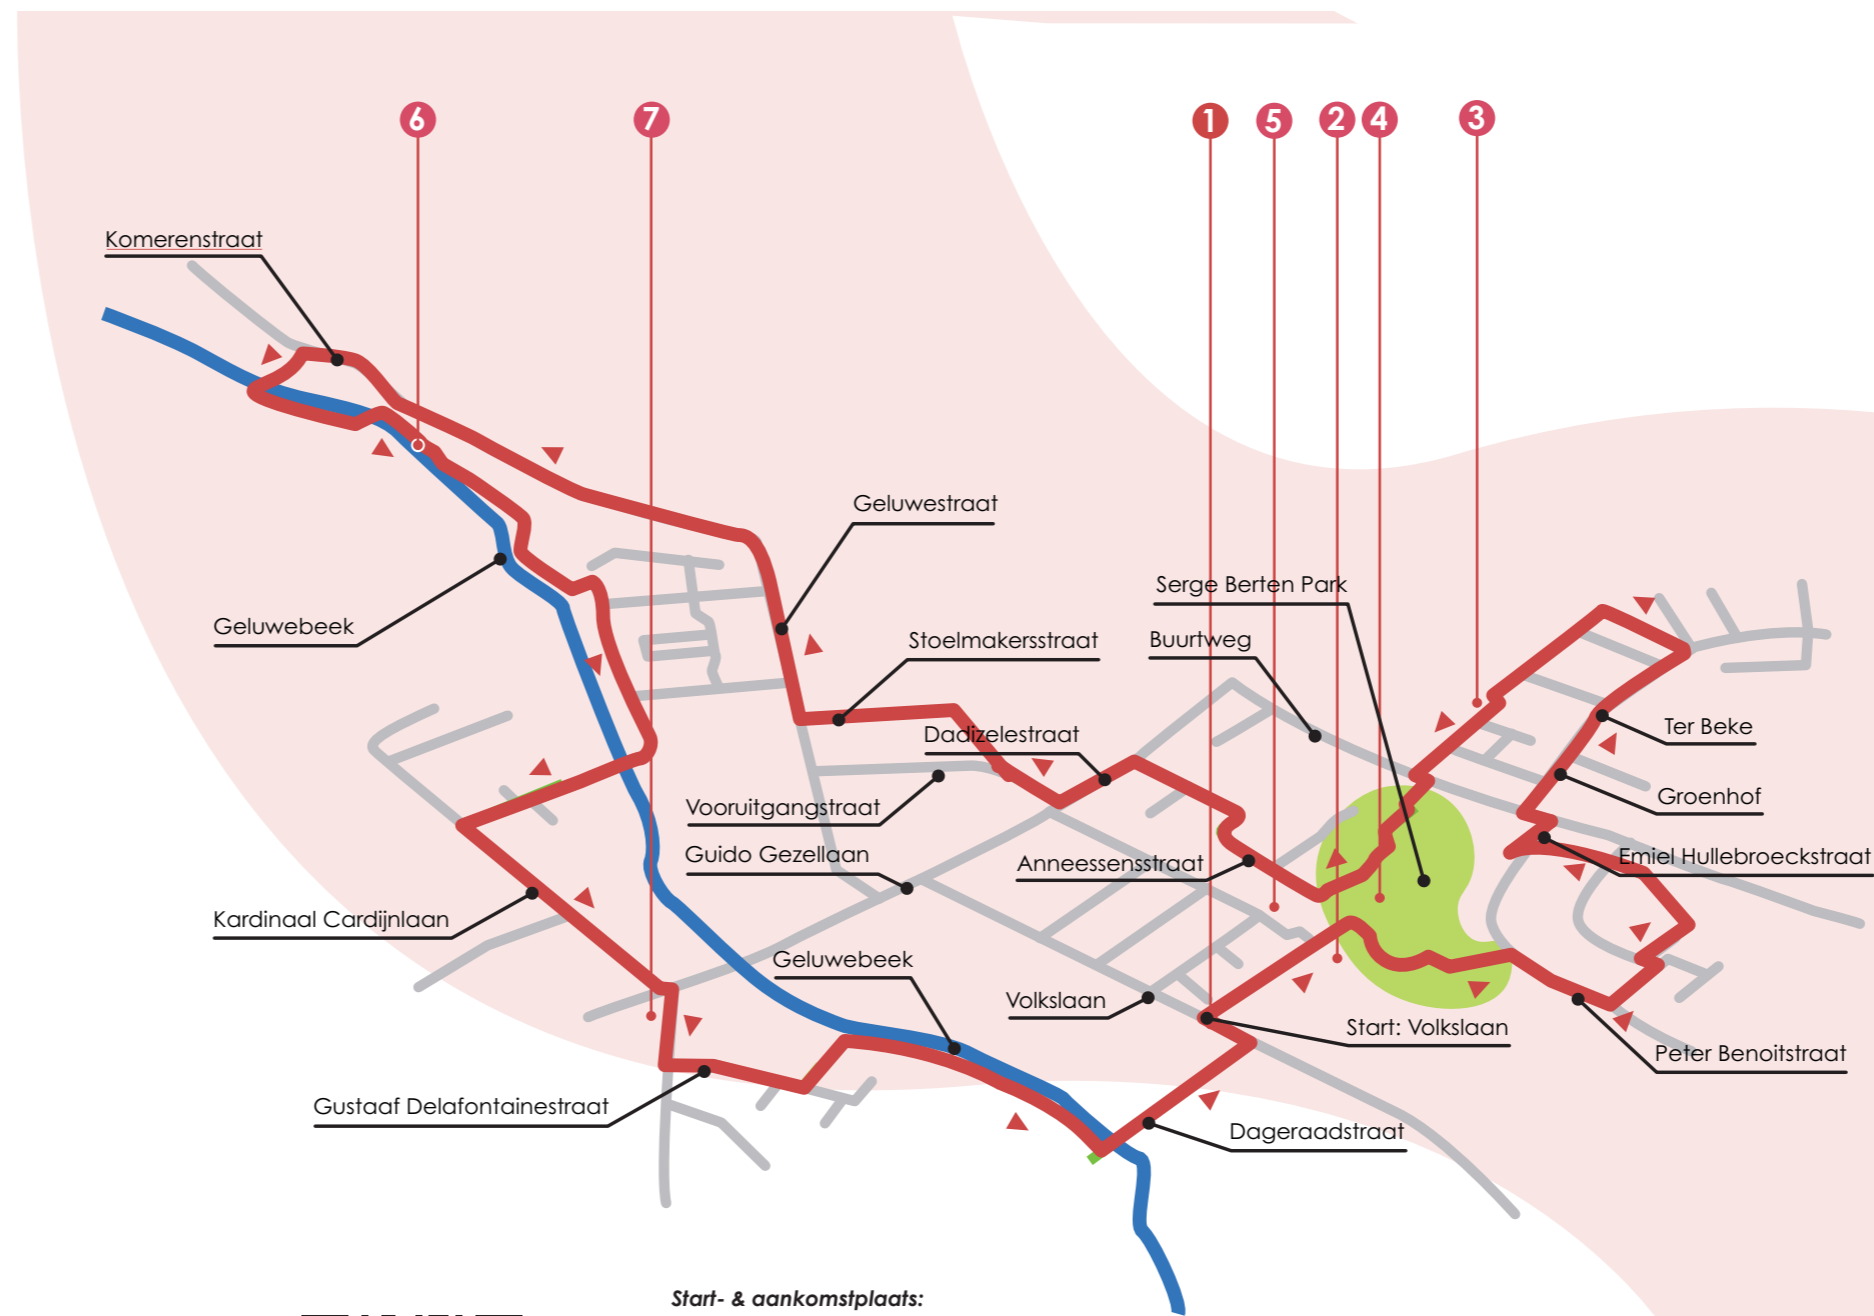 6
7
1
5
2
4
3
Komerenstraat
Geluwestraat
Serge Berten Park
Geluwebeek
Stoelmakersstraat
Buurtweg
Dadizelestraat
Ter Beke
Vooruitgangstraat
Groenhof
Guido Gezellaan
Anneessensstraat
Emiel Hullebroeckstraat
Kardinaal Cardijnlaan
Geluwebeek
Volkslaan
Start: Volkslaan
Peter Benoitstraat
Gustaaf Delafontainestraat
Dageraadstraat
Start- & aankomstplaats: